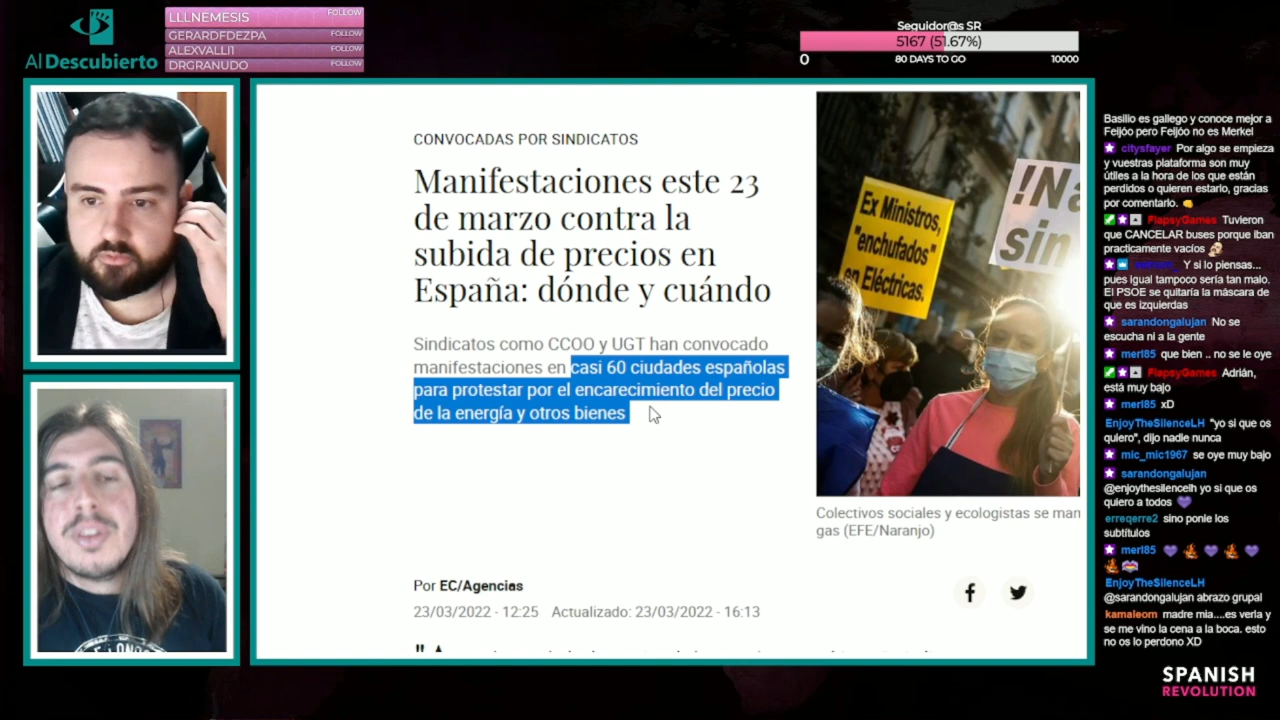 LLLNEMESIS FOLLOW
GERARDFDEZPA FOLLOW
ALEXVALLI1 FOLLOW
DRGRANUDO FOLLOW
Al Descubierto
Seguidor@s SR
5167 (51.67%)
0 80 DAYS TO GO 10000
CONVOCADAS POR SINDICATOS
Manifestaciones este 23
de marzo contra la
subida de precios en
España: dónde y cuándo
Sindicatos como CCOO y UGT han convocado
manifestaciones en casi 60 ciudades españolas
para protestar por el encarecimiento del precio
de la energía y otros bienes
Ex Ministros,
"enchufados"
en Eléctricas.
sin
Colectivos sociales y ecologistas se man
gas (EFE/Naranjo)
Por EC/Agencias
23/03/2022 - 12:25 Actualizado: 23/03/2022 - 16:13
Basilio es gallego y conoce mejor a
Feijóo pero Feijóo no es Merkel
citysfayer Por algo se empieza
y vuestras plataforma son muy
útiles a la hora de los que están
perdidos o quieren estarlo, gracias
por comentarlo.
FlapsyGames Tuvieron
que CANCELAR buses porque iban
practicamente vacíos
Y si lo piensas...
pues igual tampoco sería tan malo.
El PSOE se quitaría la máscara de
que es izquierdas
sarandongalujan No se
escucha ni a la gente
merl85 que bien .. no se le oye
FlapsyGames Adrián,
está muy bajo
merl85 xD
EnjoyTheSilenceLH "yo si que os
quiero", dijo nadie nunca
mic_mic1967 se oye muy bajo
sarandongalujan
@enjoythesilencelh yo si que os
quiero a todos
erreqerre2 sino ponle los
subtítulos
merl85
EnjoyTheSilenceLH
@sarandongalujan abrazo grupal
kamaleom madre mia....es verla y
se me vino la cena a la boca. esto
no os lo perdono XD
SPANISH
REVOLUTION